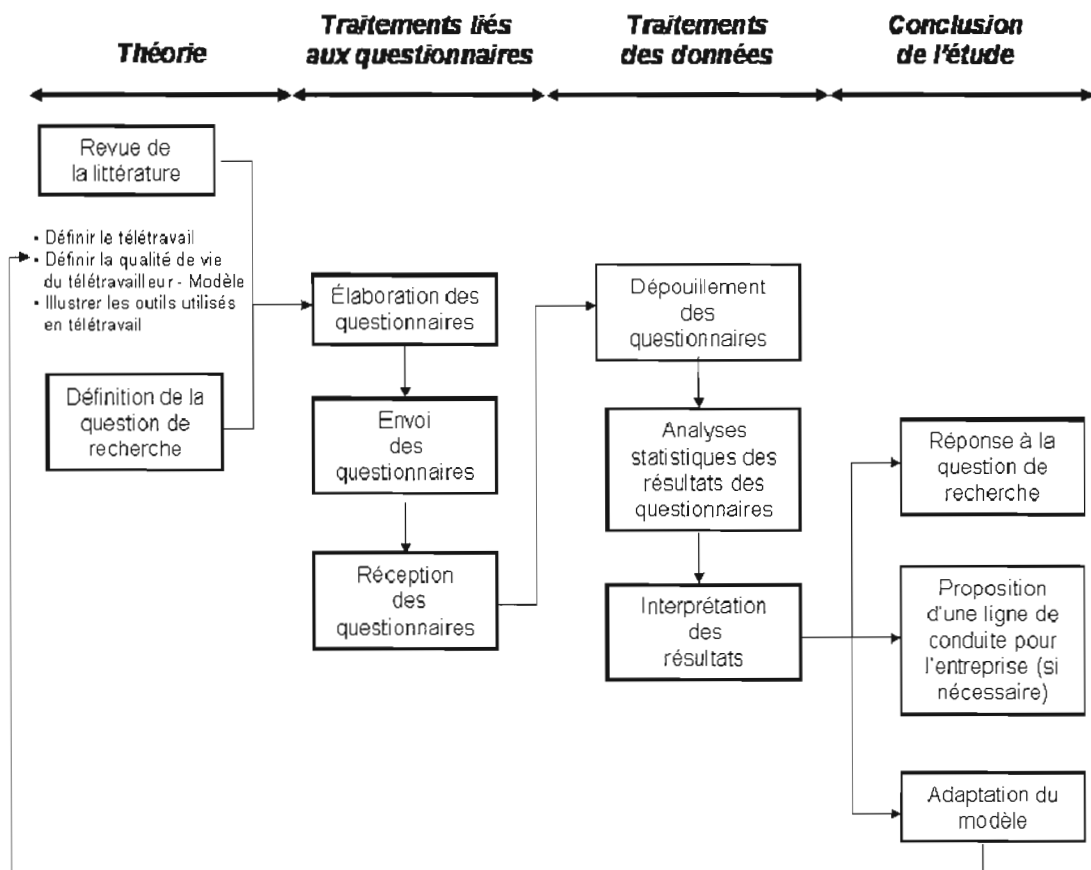 Théorie
Traitements liés
aux questionnaires
Traitements
des données
Conclusion
de l'étude
Revue de
la littérature
• Définir le télétravail
• Définir la qualité de vie
du télétravailleur - Modèle
• Illustrer les outils utilisés
en télétravail
Définition de la
question de
recherche
Élaboration des
questionnaires
Envoi
des
questionnaires
Réception
des
questionnaires
Dépouillement
des
questionnaires
Analyses
statistiques des
résultats des
questionnaires
Interprétation
des
résultats
Réponse à la
question de
recherche
Proposition
d'une ligne de
conduite pour
l'entreprise (si
nécessaire)
Adaptation du
modèle